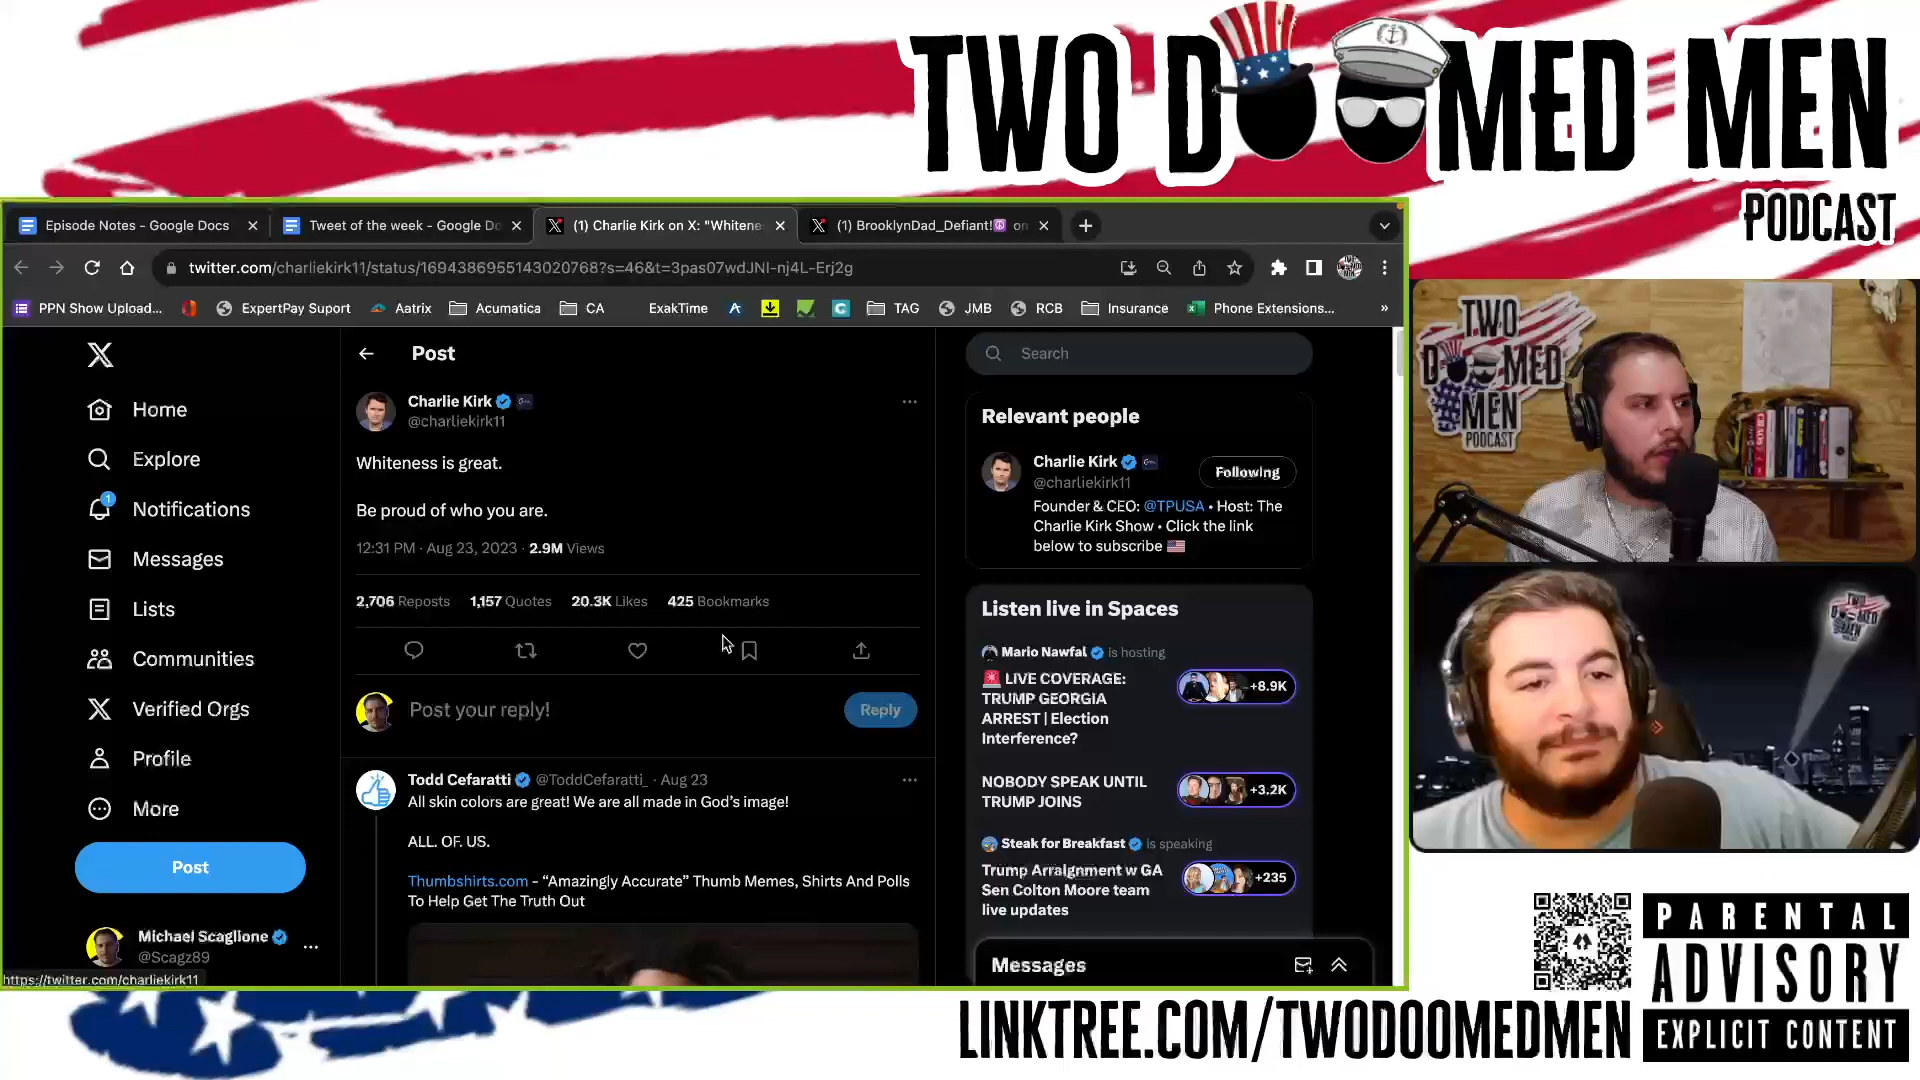 TWO DOOMED MEN
PODCAST
Episode Notes - Google Docs
Tweet of the week - Google Do
(1) Charlie Kirk on X: "Whitene
(1) BrooklynDad_Defiant!☮ on
twitter.com/charliekirk11/status/1694386955143020768?s=46&t=3pas07wdJNI-nj4L-Erj2g
PPN Show Upload...
ExpertPay Suport
Aatrix
Acumatica
CA
ExakTime
TAG
JMB
RCB
Insurance
Phone Extensions...
»
Home
Explore
1
Notifications
Messages
Lists
Communities
Verified Orgs
Profile
More
Post
Michael Scaglione
@Scagz89
https://twitter.com/charliekirk11
Post
Charlie Kirk
@charliekirk11
Whiteness is great.
Be proud of who you are.
12:31 PM · Aug 23, 2023 · 2.9M Views
2,706 Reposts 1,157 Quotes 20.3K Likes 425 Bookmarks
Post your reply!
Reply
Todd Cefaratti @ToddCefaratti_ · Aug 23
All skin colors are great! We are all made in God's image!
ALL. OF. US.
Thumbshirts.com - “Amazingly Accurate” Thumb Memes, Shirts And Polls
To Help Get The Truth Out
Search
Relevant people
Charlie Kirk
@charliekirk11
Following
Founder & CEO: @TPUSA • Host: The
Charlie Kirk Show • Click the link
below to subscribe 🇺🇸
Listen live in Spaces
Mario Nawfal is hosting
🚨 LIVE COVERAGE:
TRUMP GEORGIA
ARREST | Election
Interference?
+8.9K
NOBODY SPEAK UNTIL
TRUMP JOINS
+3.2K
Steak for Breakfast is speaking
Trump Arraignment w GA
Sen Colton Moore team
live updates
+235
Messages
TWO
DOOMED
MEN
PODCAST
LINKTREE.COM/TWODOOMEDMEN
PARENTAL
ADVISORY
EXPLICIT CONTENT